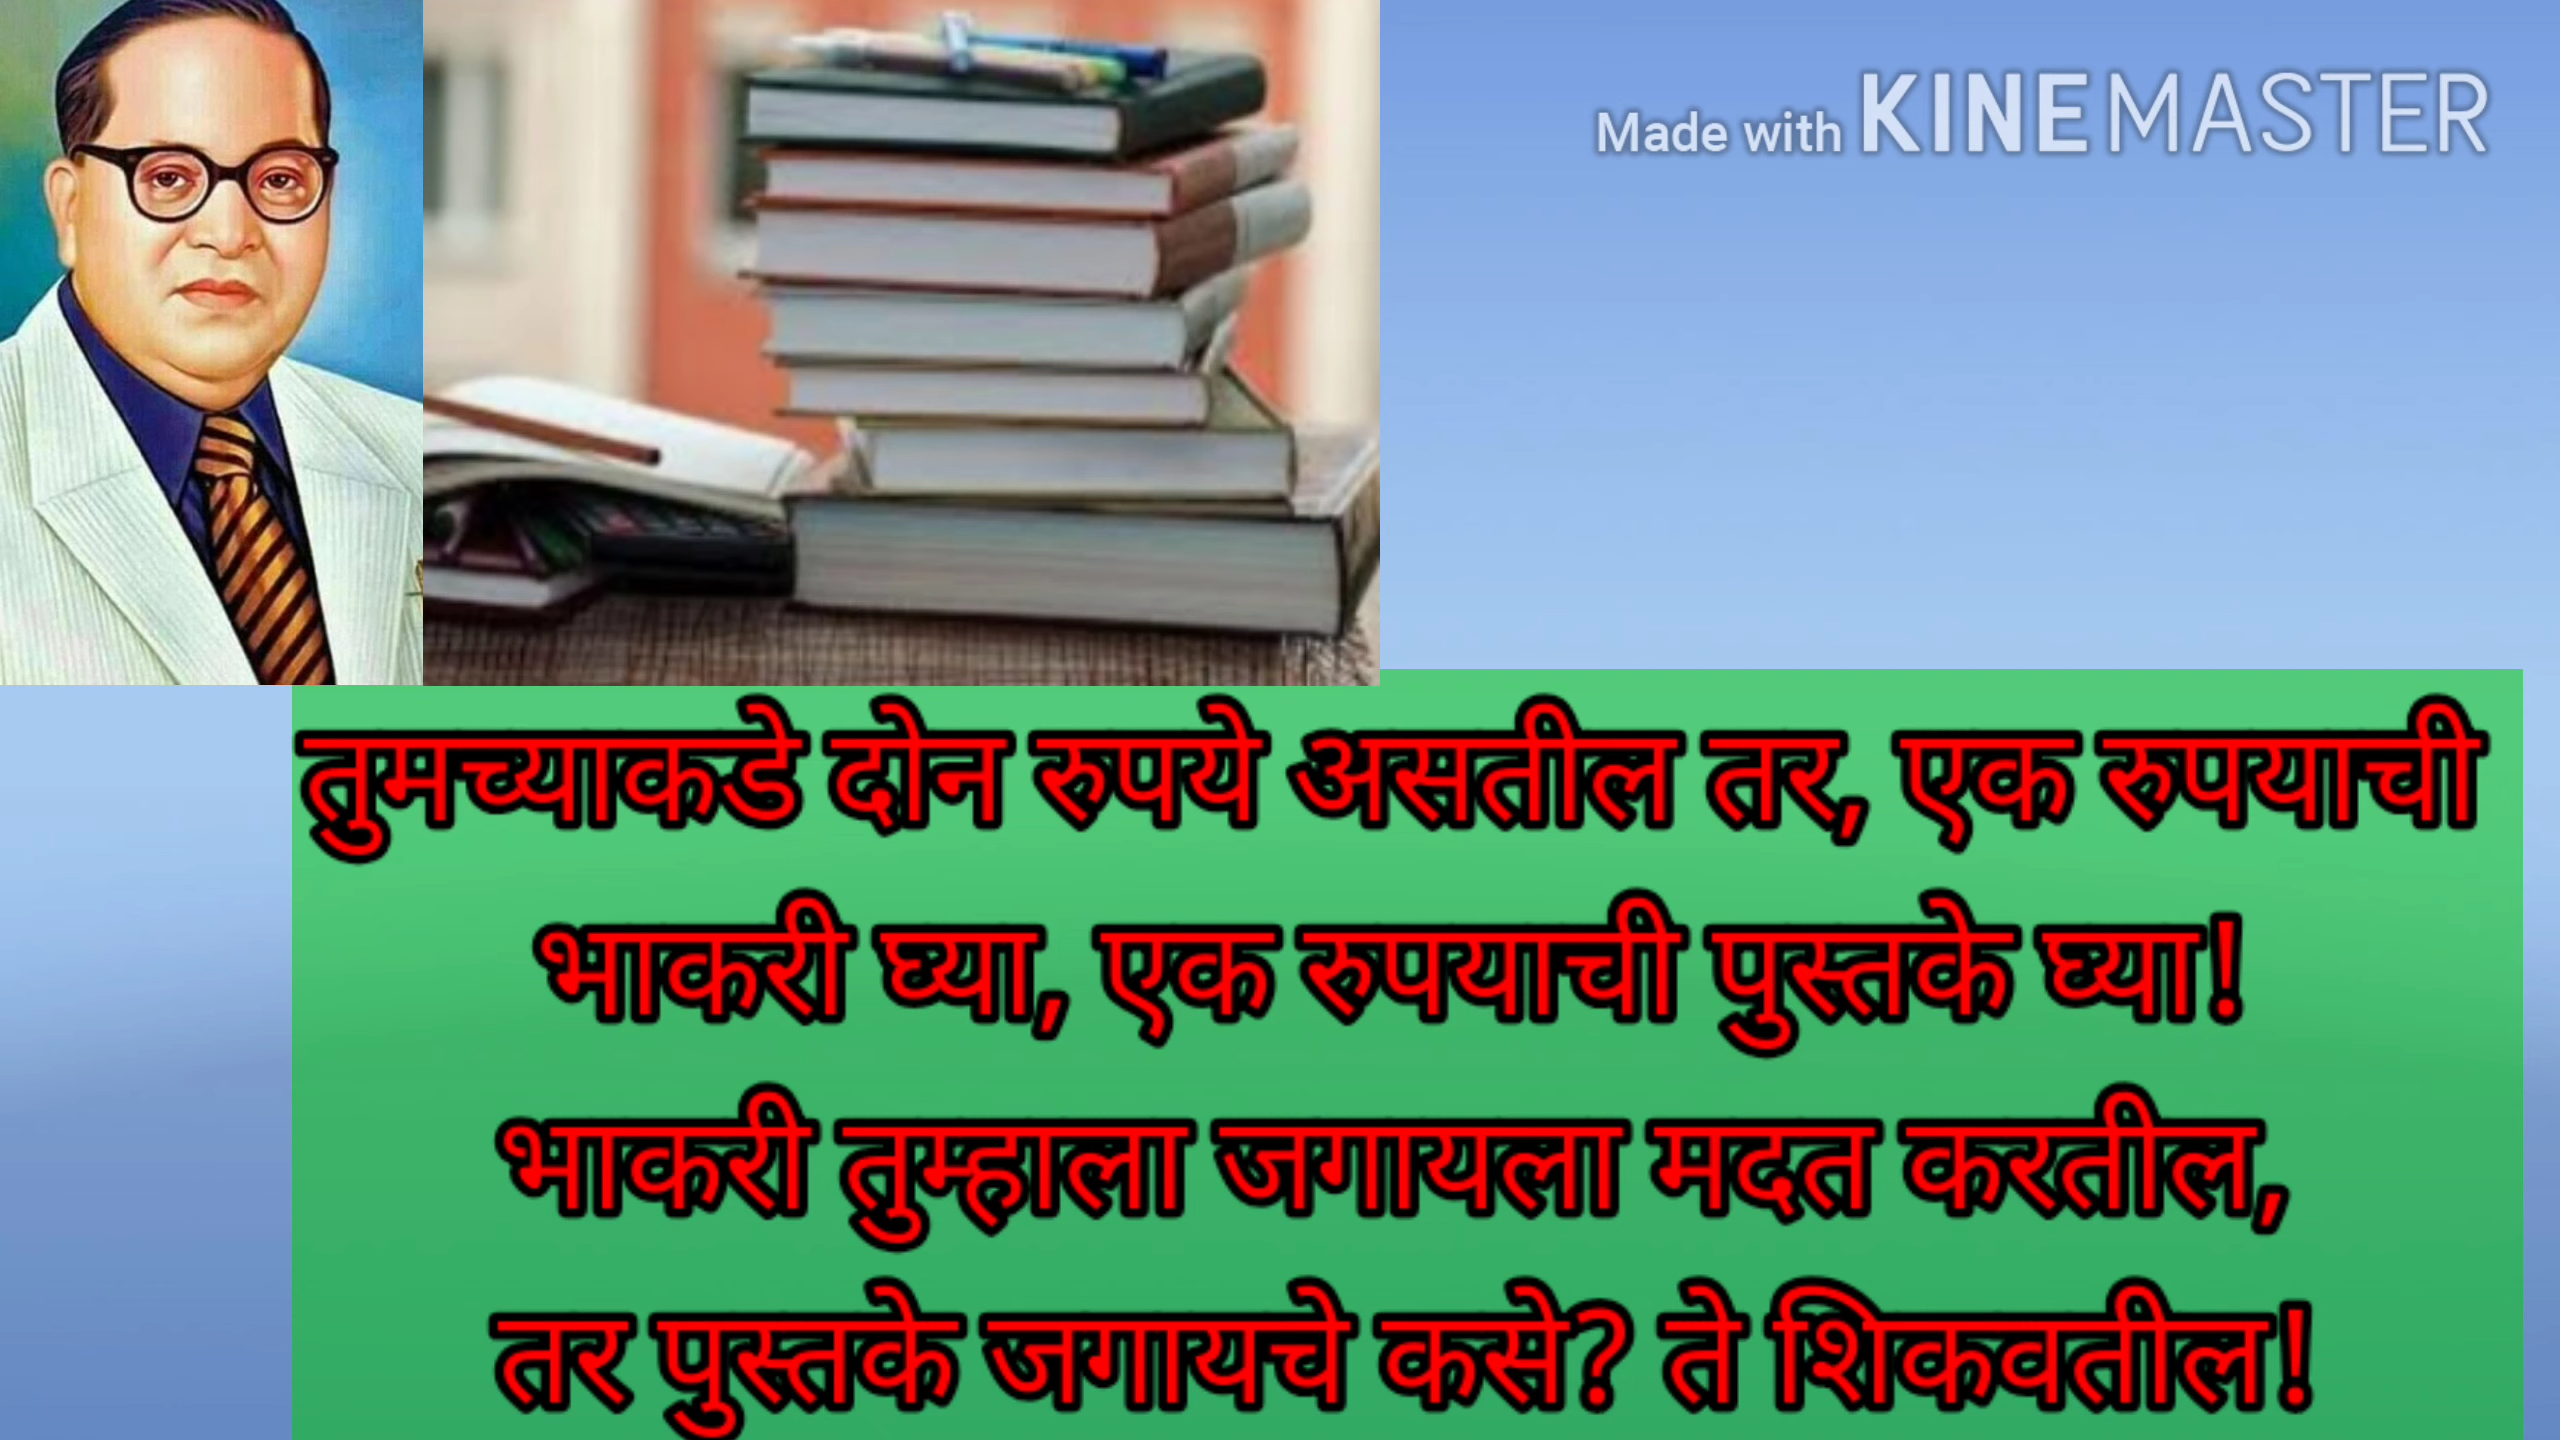 Made with KINEMASTER
तुमच्याकडे दोन रुपये असतील तर, एक रुपयाची
भाकरी घ्या, एक रुपयाची पुस्तके घ्या!
भाकरी तुम्हाला जगायला मदत करतील,
तर पुस्तके जगायचे कसे? ते शिकवतील!